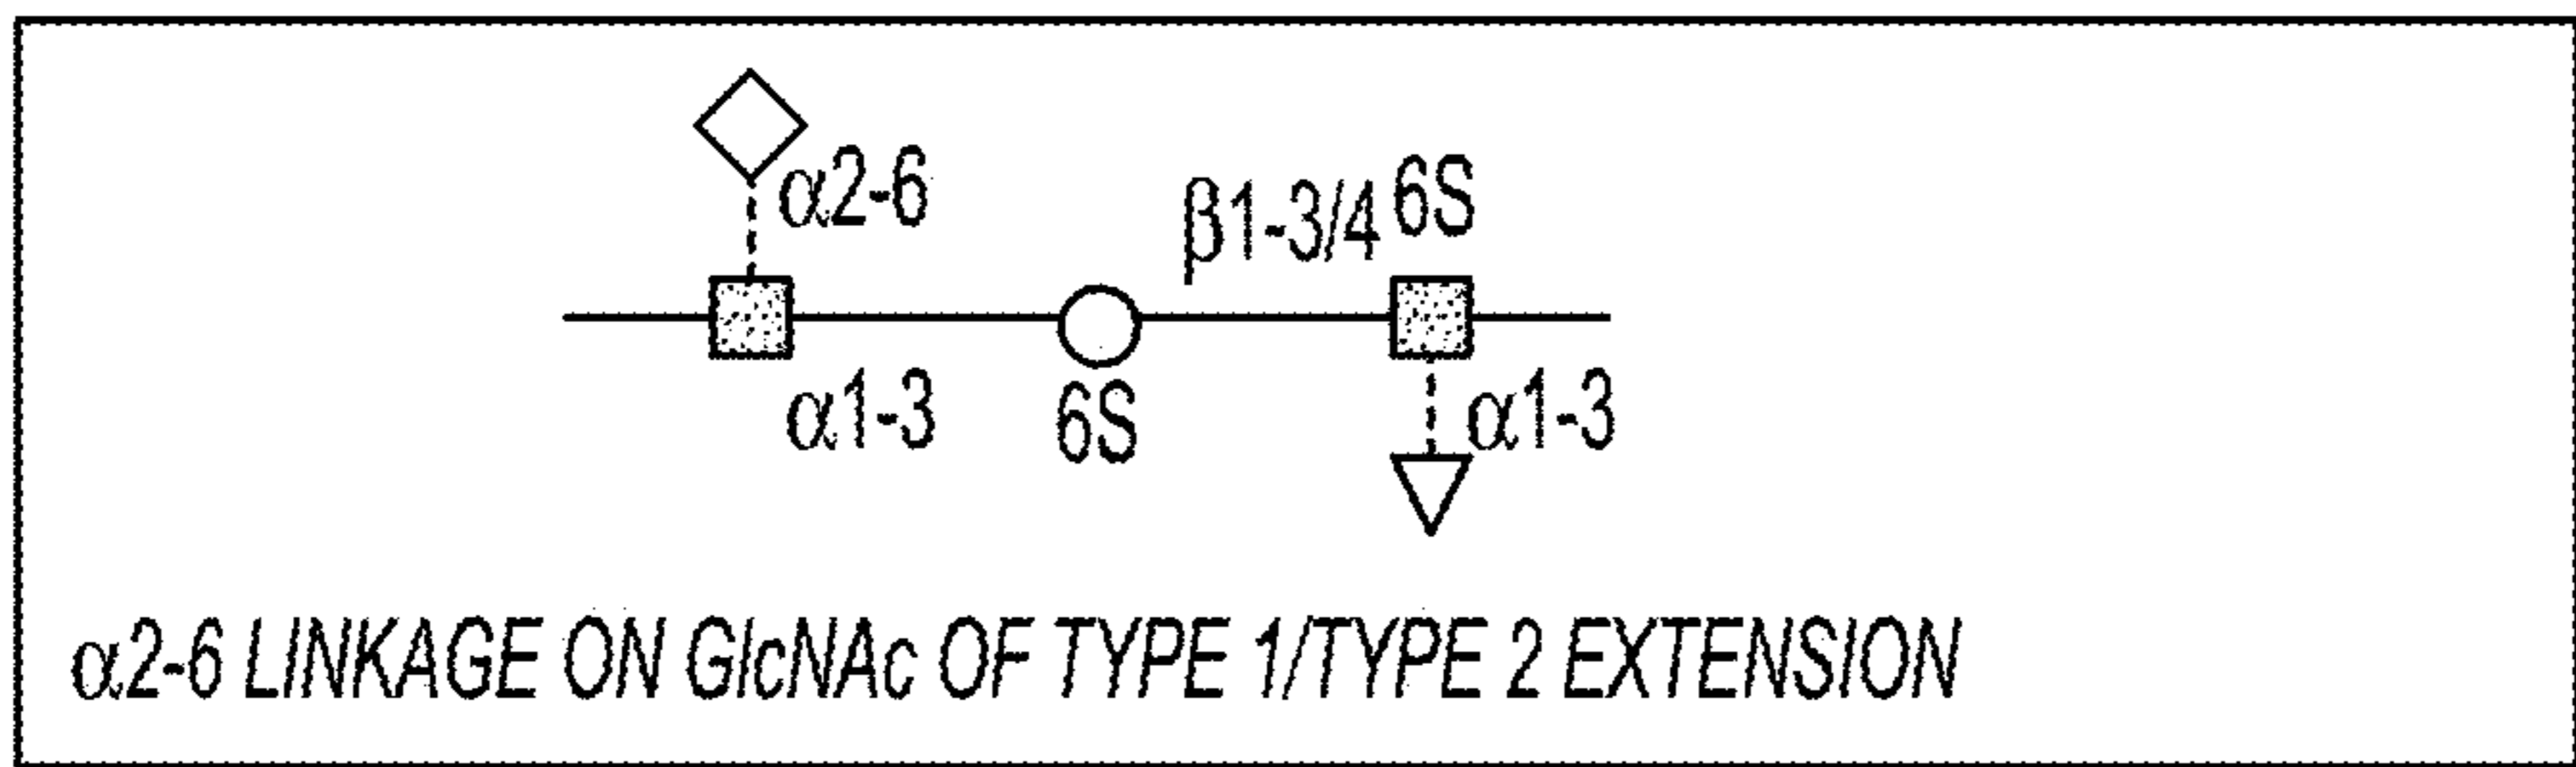 α2-6
β1-3/4
6S
α1-3
6S
α1-3
α2-6 LINKAGE ON GlcNAc OF TYPE 1/TYPE 2 EXTENSION